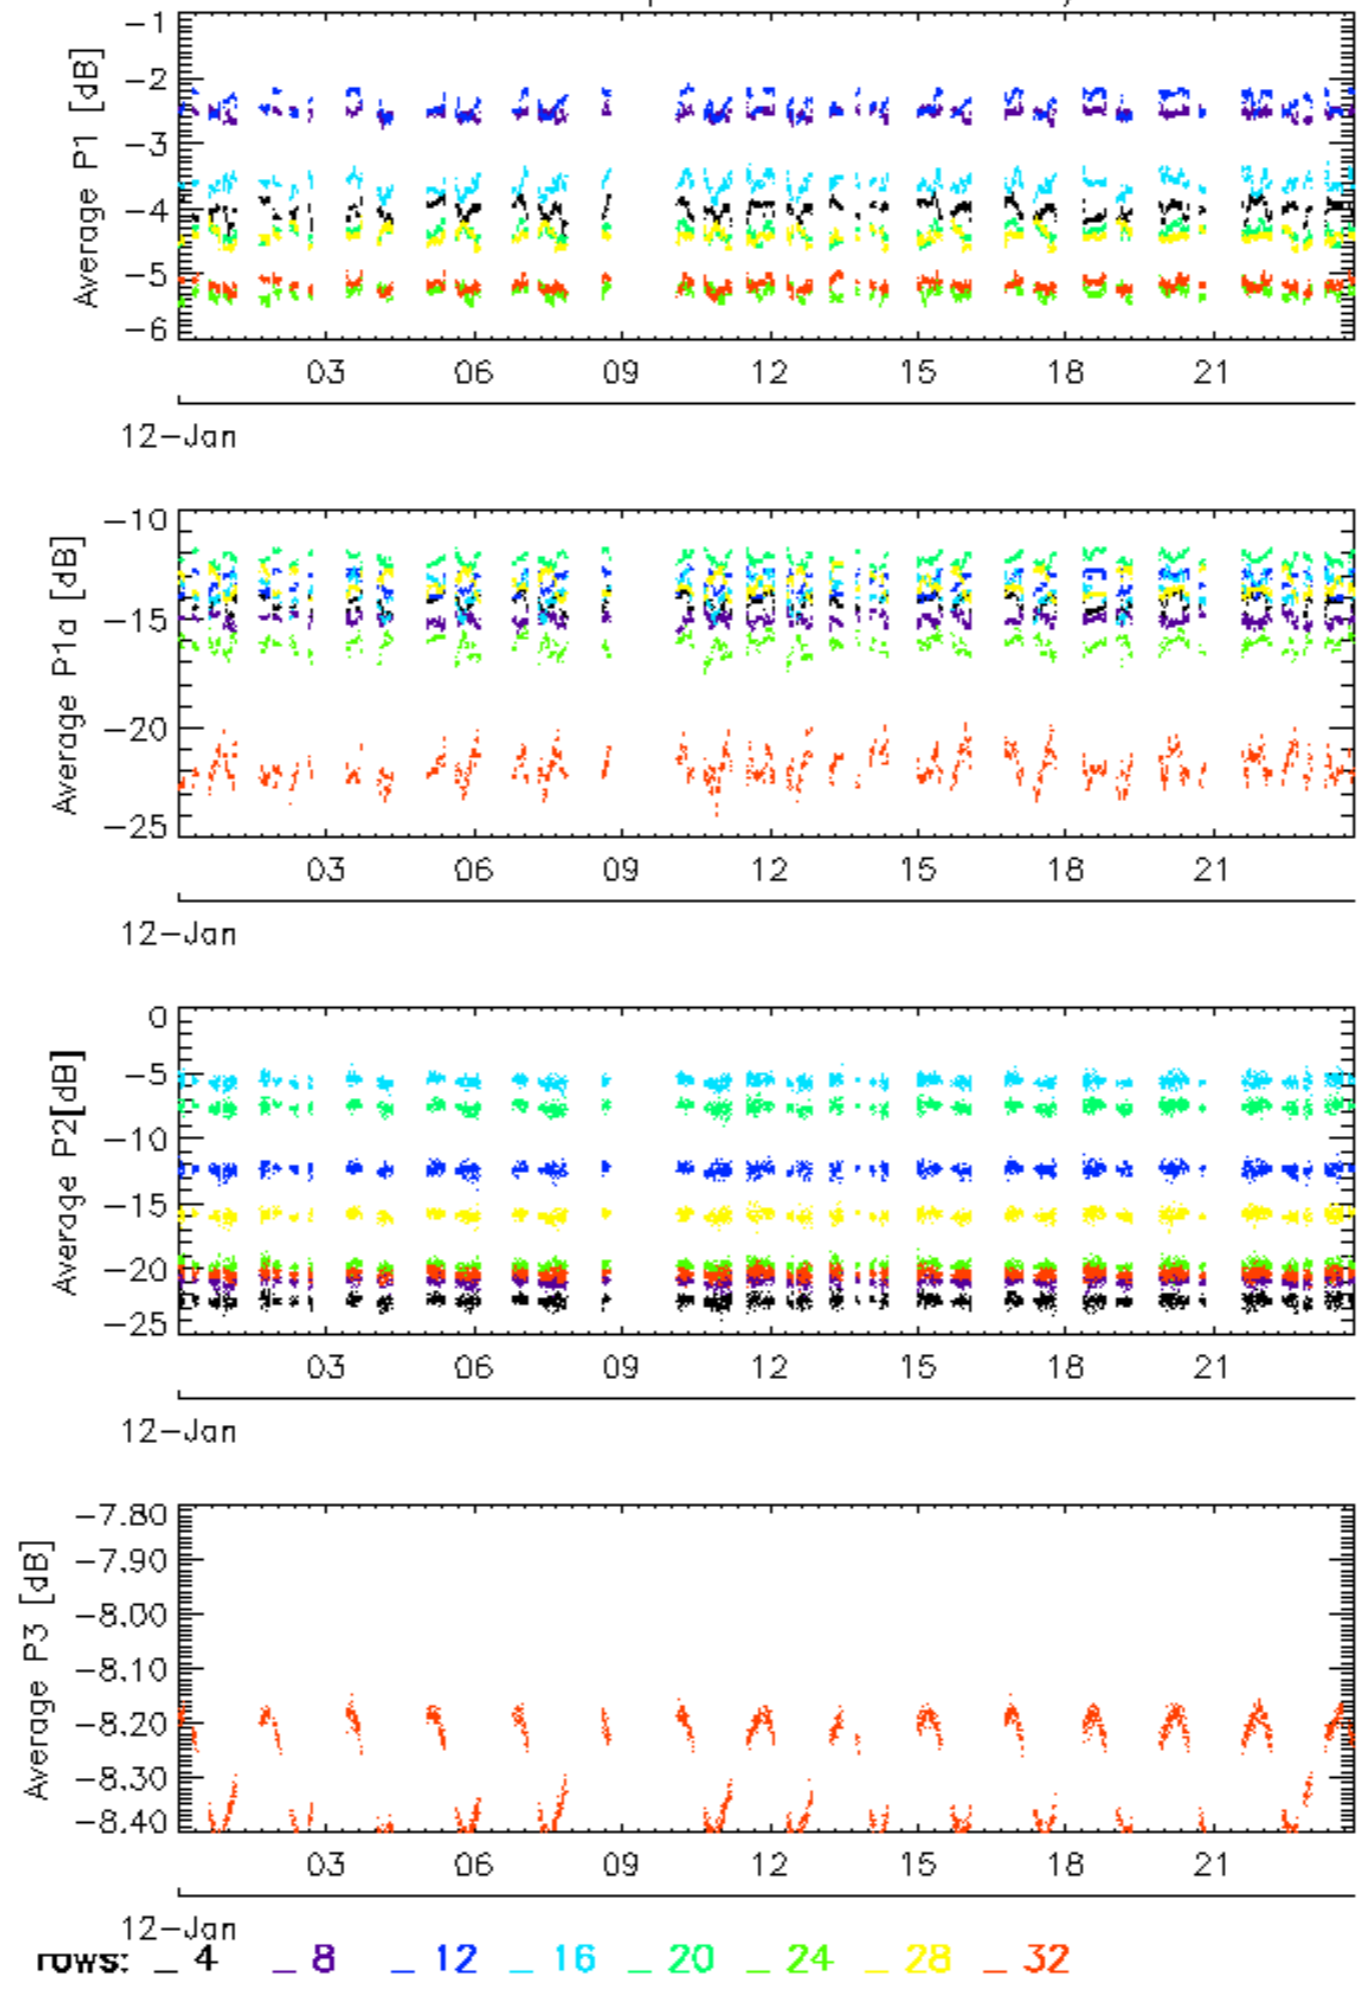 Average P1 [dB]
-1
-2
-3
-4
-5
-6
03 06 09 12 15 18 21
12-Jan
Average P1a [dB]
-10
-15
-20
-25
03 06 09 12 15 18 21
12-Jan
Average P2[dB]
0
-5
-10
-15
-20
-25
03 06 09 12 15 18 21
12-Jan
Average P3 [dB]
-7.80
-7.90
-8.00
-8.10
-8.20
-8.30
-8.40
03 06 09 12 15 18 21
12-Jan
rows: _ 4 _ 8 _ 12 _ 16 _ 20 _ 24 _ 28 _ 32